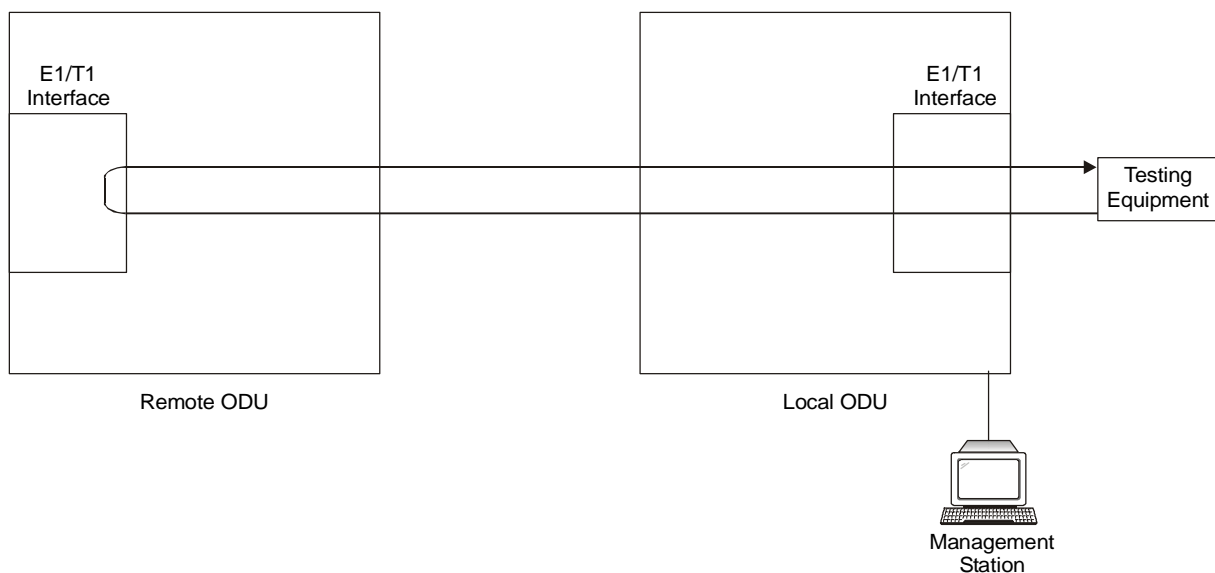 E1/T1
Interface
E1/T1
Interface
Testing
Equipment
Remote ODU
Local ODU
Management
Station